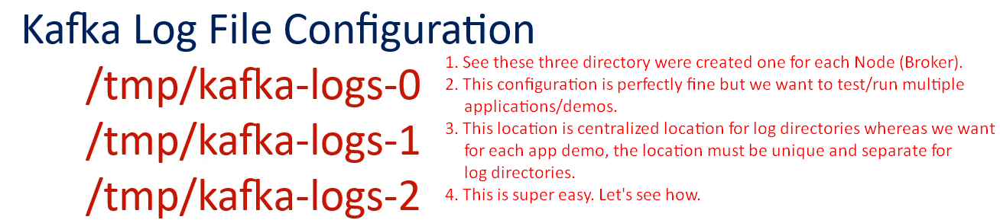 Kafka Log File Configuration
/tmp/kafka-logs-0
/tmp/kafka-logs-1
/tmp/kafka-logs-2
1. See these three directory were created one for each Node (Broker).
2. This configuration is perfectly fine but we want to test/run multiple
applications/demos.
3. This location is centralized location for log directories whereas we want
for each app demo, the location must be unique and separate for
log directories.
4. This is super easy. Let's see how.